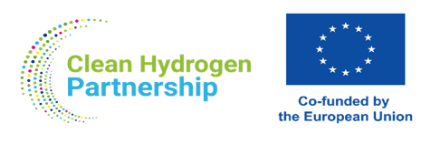 Clean Hydrogen
Partnership
Co-funded by
the European Union